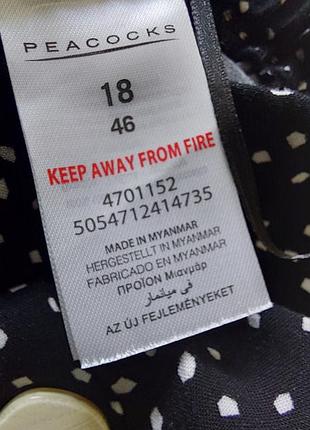 PEACOCKS
18
46
KEEP AWAY FROM FIRE
4701152
5054712414735
MADE IN MYANMAR
HERGESTELLT IN MYANMAR
FABRICADO EN MYANMAR
ΠΡΟΪΟΝ Μιανμάρ
في ميانمار
AZ ÚJ FEJLEMÉNYEKET